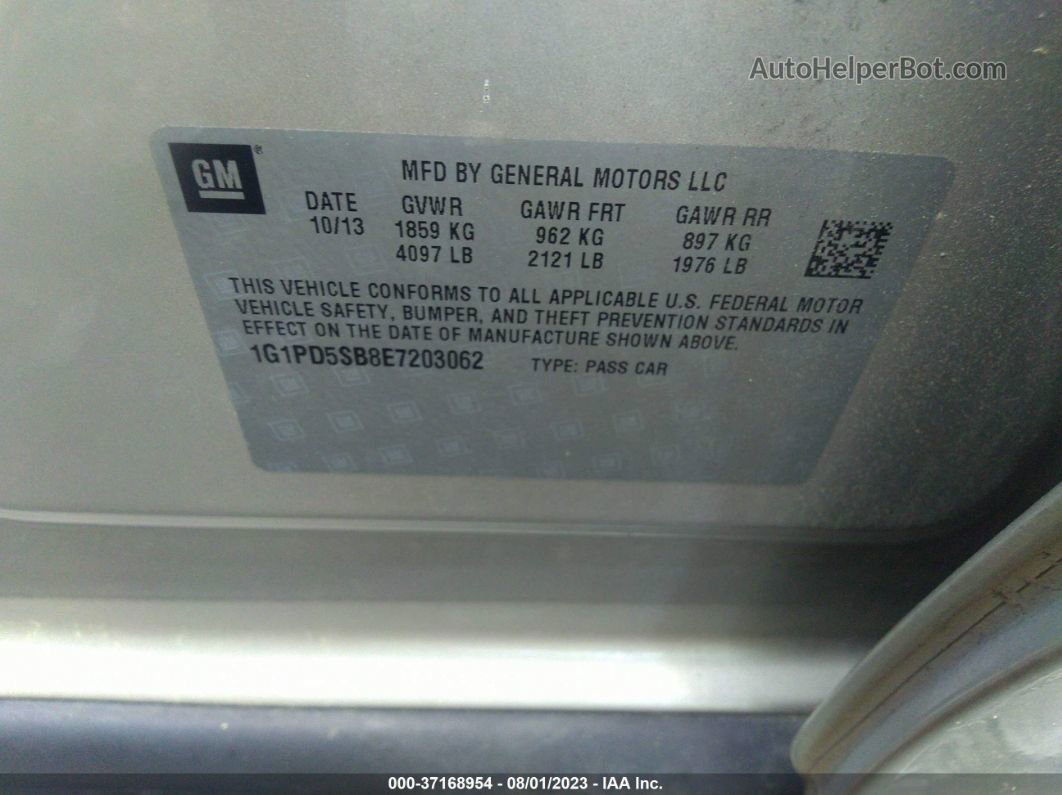 AutoHelperBot.com
GM®
MFD BY GENERAL MOTORS LLC
DATE GVWR GAWR FRT GAWR RR
10/13 1859 KG 962 KG 897 KG
4097 LB 2121 LB 1976 LB
THIS VEHICLE CONFORMS TO ALL APPLICABLE U.S. FEDERAL MOTOR
VEHICLE SAFETY, BUMPER, AND THEFT PREVENTION STANDARDS IN
EFFECT ON THE DATE OF MANUFACTURE SHOWN ABOVE.
1G1PD5SB8E7203062 TYPE: PASS CAR
000-37168954 - 08/01/2023 - IAA Inc.